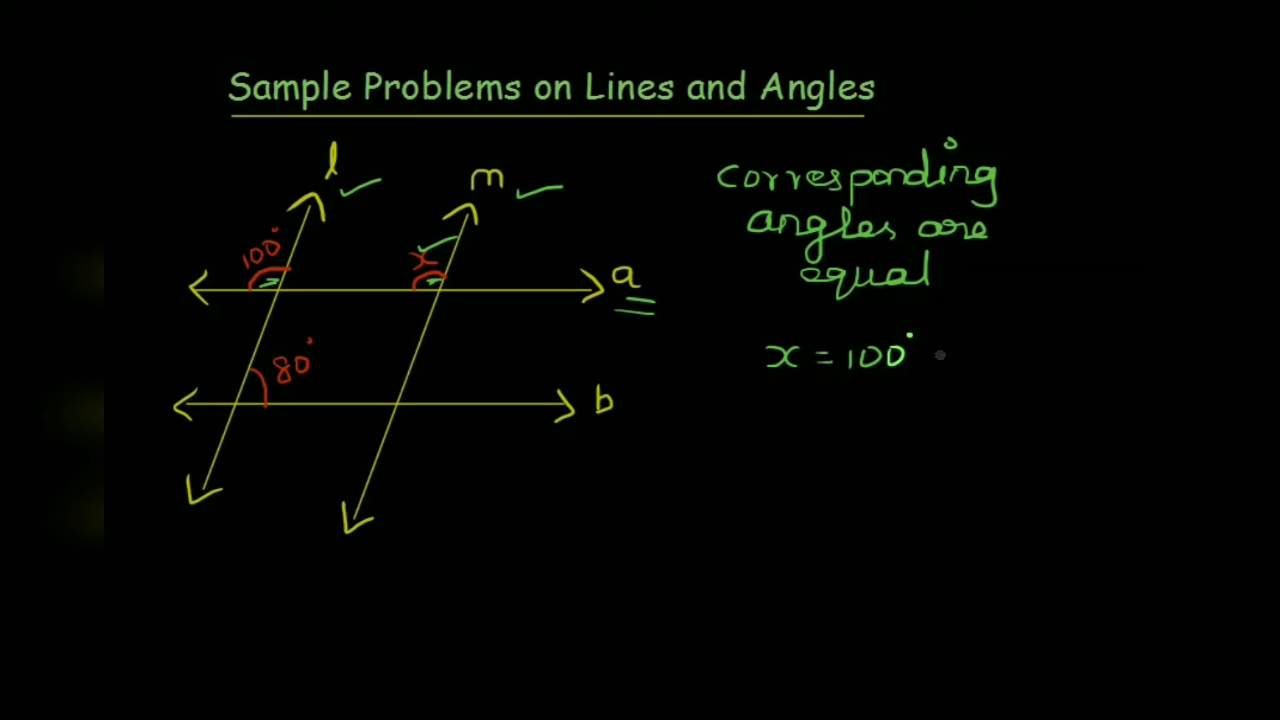 Sample Problems on Lines and Angles
l
m
100°
x
a
80°
b
corresponding
angles are
equal
x = 100°